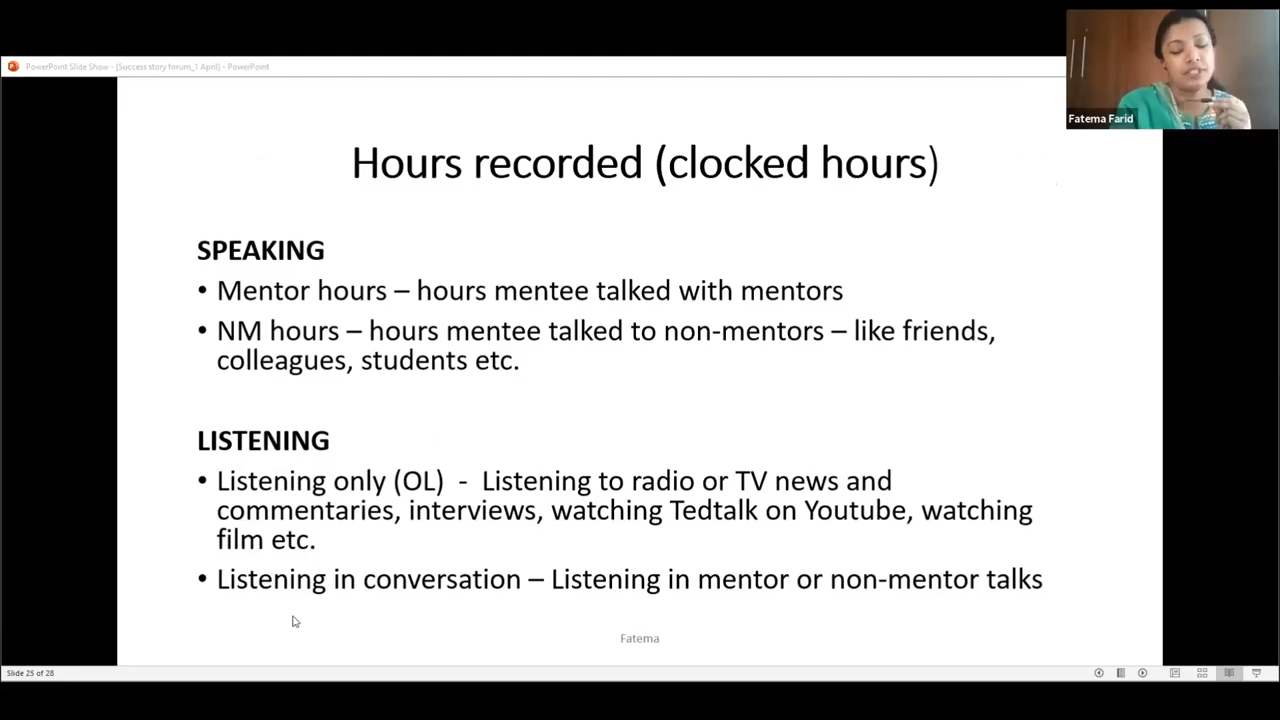 PowerPoint Slide Show - [Success story forum_1 April] - PowerPoint
Fatema Farid
Hours recorded (clocked hours)
SPEAKING
• Mentor hours – hours mentee talked with mentors
• NM hours – hours mentee talked to non-mentors – like friends,
colleagues, students etc.
LISTENING
• Listening only (OL) - Listening to radio or TV news and
commentaries, interviews, watching Tedtalk on Youtube, watching
film etc.
• Listening in conversation – Listening in mentor or non-mentor talks
Fatema
Slide 25 of 28